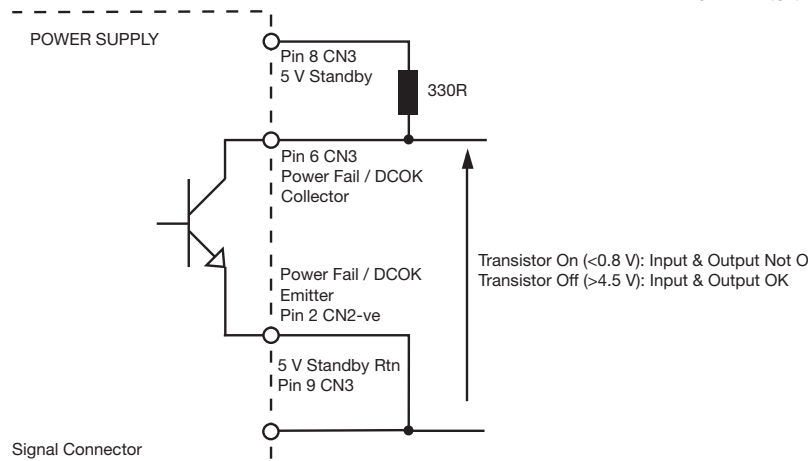 POWER SUPPLY
Pin 8 CN3
5 V Standby
330R
Pin 6 CN3
Power Fail / DCOK
Collector
Transistor On (<0.8 V): Input & Output Not O
Transistor Off (>4.5 V): Input & Output OK
Power Fail / DCOK
Emitter
Pin 2 CN2-ve
5 V Standby Rtn
Pin 9 CN3
Signal Connector